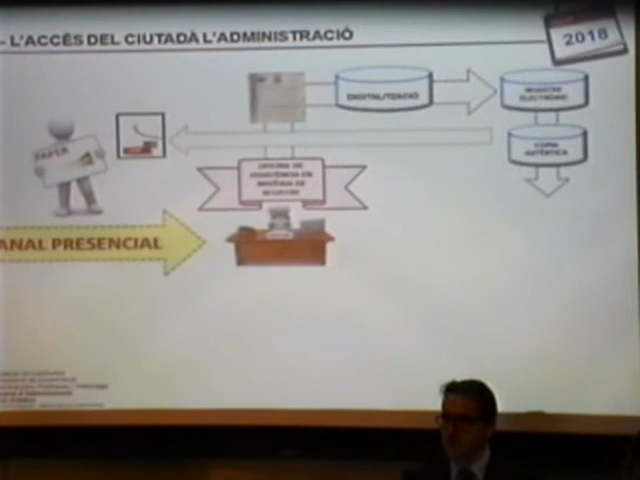 - L'ACCÉS DEL CIUTADÀ L'ADMINISTRACIÓ
2018
DIGITALITZACIÓ
REGISTRE
ELECTRÒNIC
CÒPIA
AUTÈNTICA
PAPER
OFICINA DE
ASSISTÈNCIA EN
MATÈRIA DE
REGISTRE
ANAL PRESENCIAL